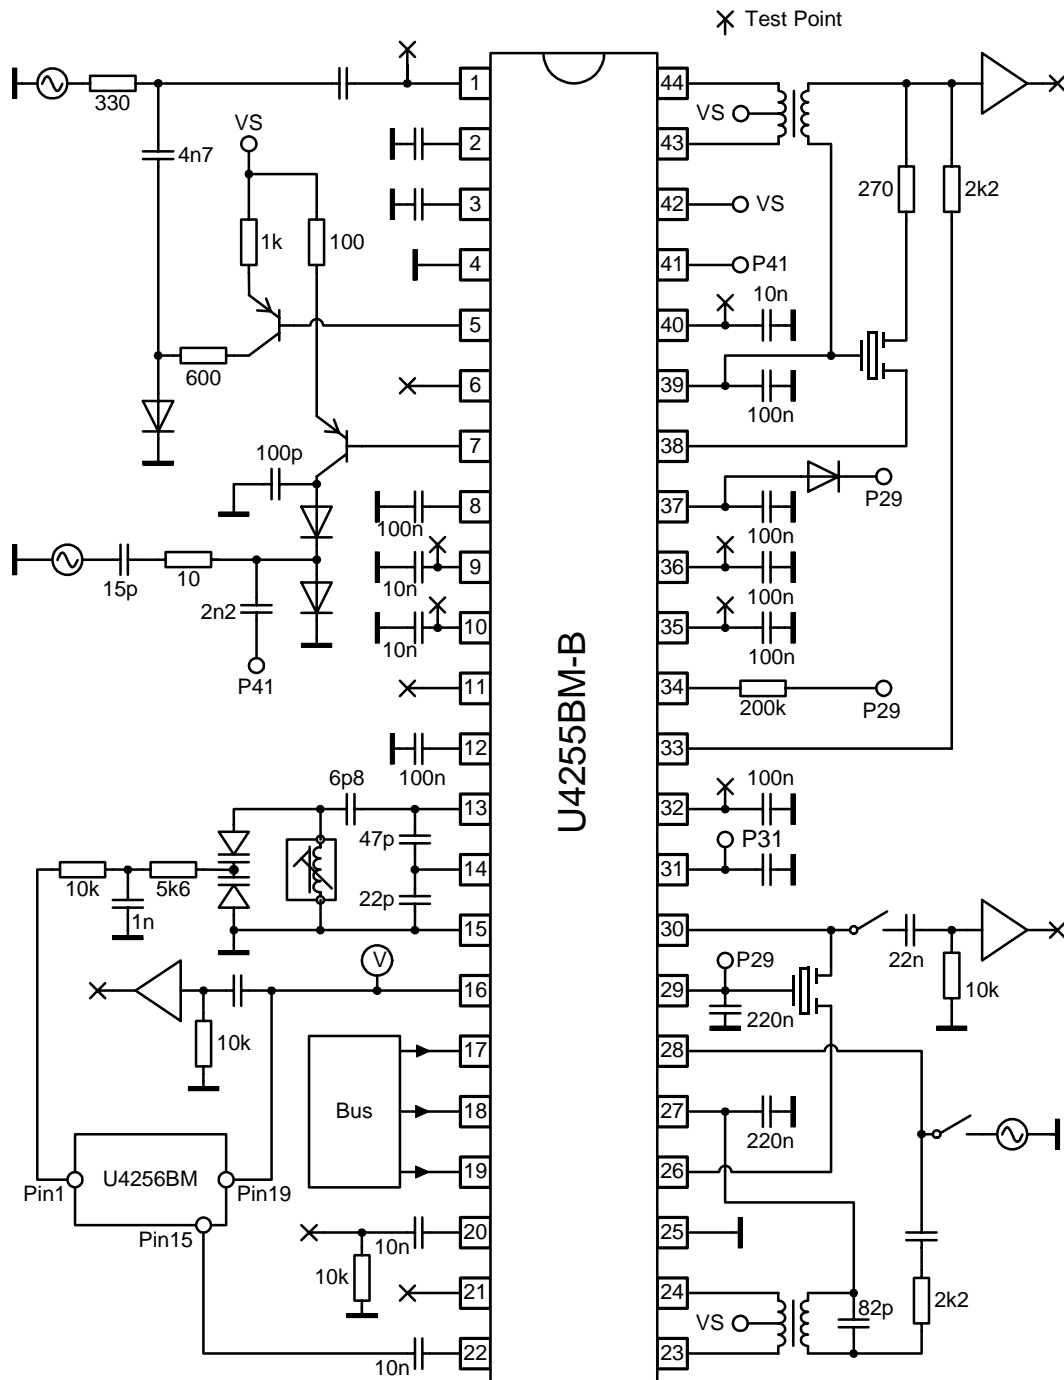 Test Point
1
44
330
VS
VS
4n7
2
43
270
2k2
3
42
VS
1k
100
4
41
P41
10n
5
40
600
6
39
100n
7
38
100p
8
37
P29
100n
100n
9
36
15p
10
10n
100n
2n2
10
35
10n
100n
P41
11
34
200k
P29
U4255BM-B
12
33
100n
6p8
100n
13
32
47p
P31
10k
5k6
14
31
22p
1n
15
30
22n
V
P29
16
29
10k
220n
10k
17
28
Bus
18
27
220n
19
26
U4256BM
Pin1
Pin19
Pin15
20
25
10n
10k
21
24
82p
2k2
VS
22
23
10n